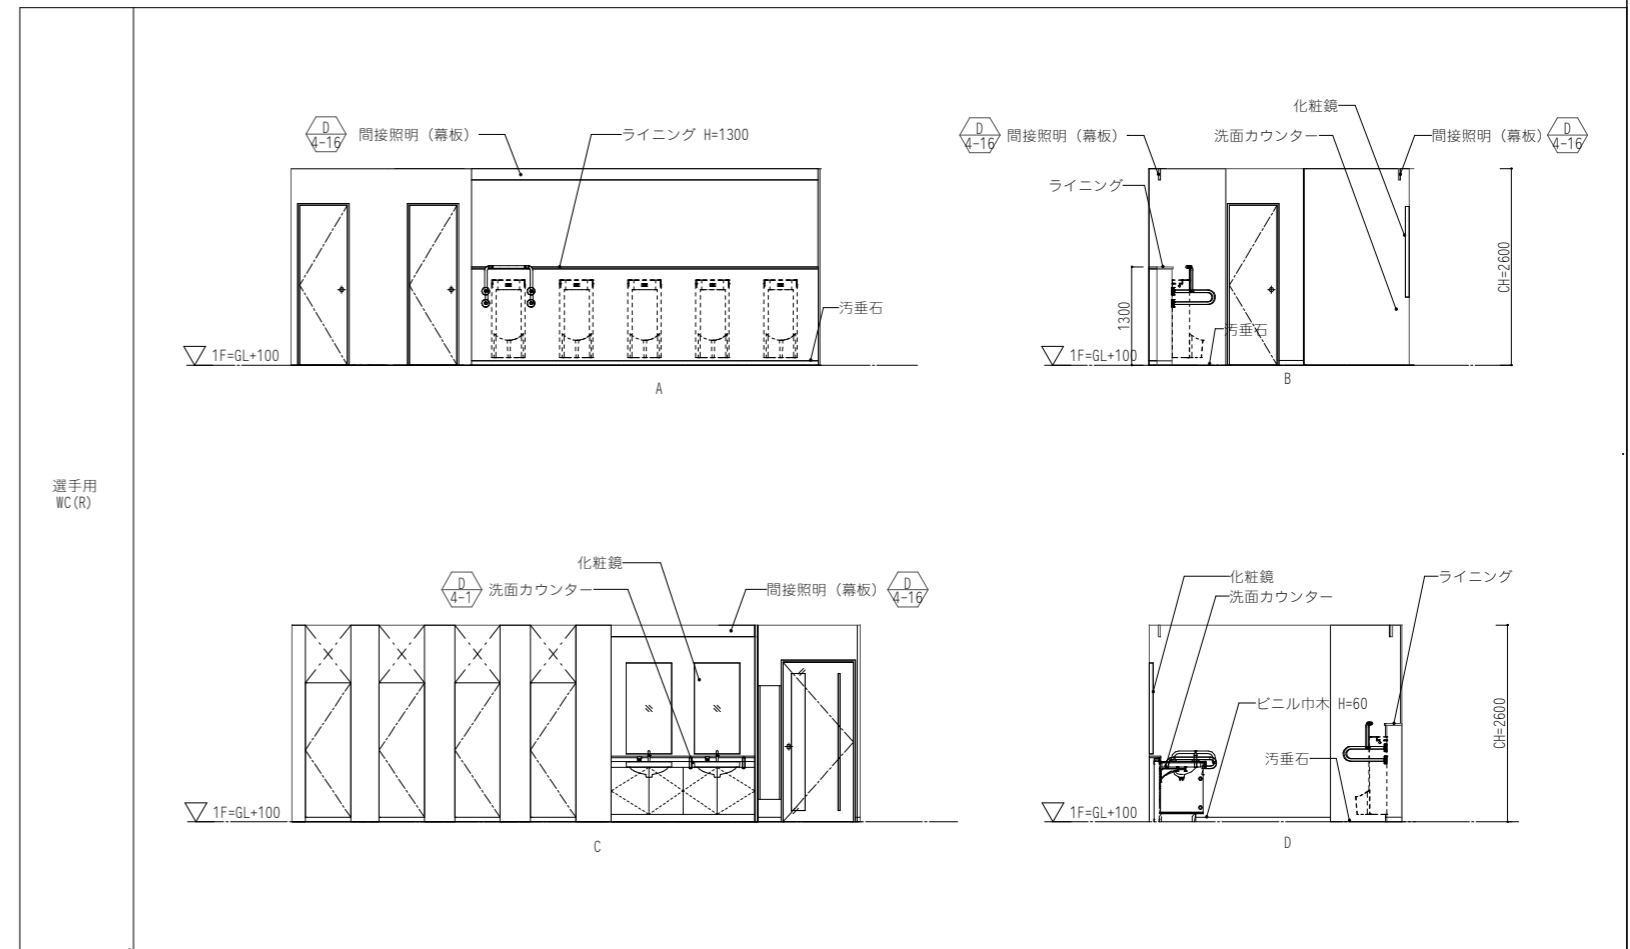 選手用
WC(R)
D
4-16
間接照明（幕板）
ライニング H=1300
汚垂石
1F=GL+100
A
D
4-16
間接照明（幕板）
化粧鏡
洗面カウンター
間接照明（幕板）
D
4-16
ライニング
1300
汚垂石
CH=2600
1F=GL+100
B
化粧鏡
D
4-1
洗面カウンター
間接照明（幕板）
D
4-16
1F=GL+100
C
化粧鏡
洗面カウンター
ライニング
ビニル巾木 H=60
汚垂石
CH=2600
1F=GL+100
D